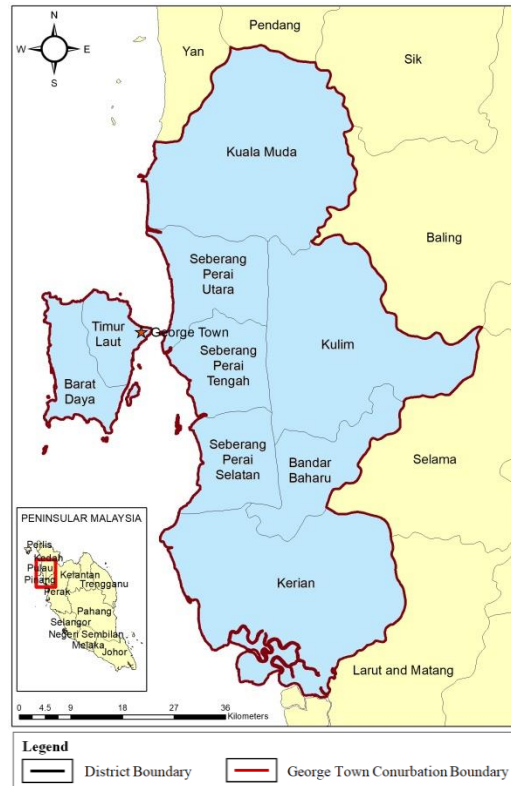 N
W E
S
Pendang
Yan
Sik
Kuala Muda
Baling
Seberang
Perai
Utara
Timur
Laut
George Town
Kulim
Seberang
Perai
Tengah
Barat
Daya
Seberang
Perai
Selatan
Bandar
Baharu
Selama
PENINSULAR MALAYSIA
Perlis
Kedah
Pulau
Pinang
Kelantan
Trengganu
Perak
Pahang
Selangor
Negeri Sembilan
Melaka
Johor
Kerian
Larut and Matang
0 4.5 9 18 27 36
Kilometers
Legend
District Boundary
George Town Conurbation Boundary